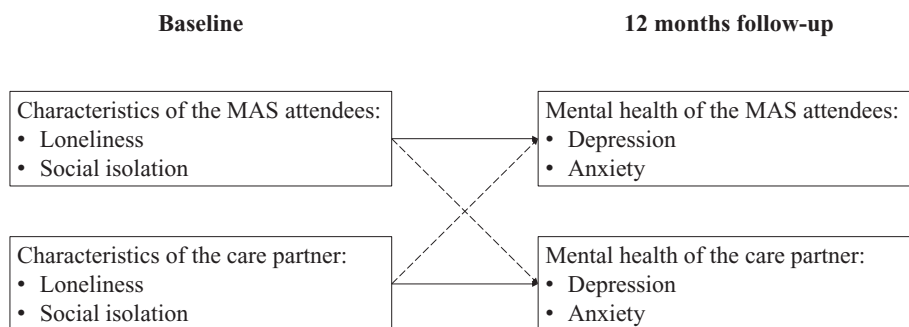 Baseline
12 months follow-up
Characteristics of the MAS attendees:
• Loneliness
• Social isolation
Mental health of the MAS attendees:
• Depression
• Anxiety
Characteristics of the care partner:
• Loneliness
• Social isolation
Mental health of the care partner:
• Depression
• Anxiety